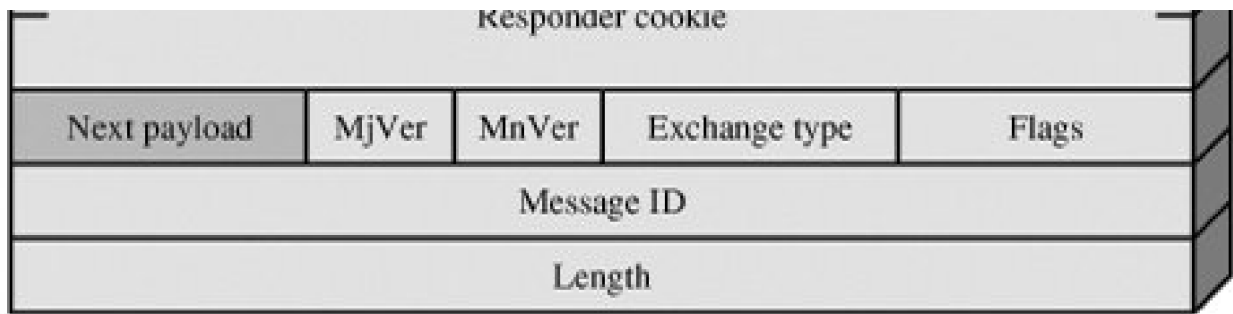 Responder cookie
Next payload MjVer MnVer Exchange type Flags
Message ID
Length